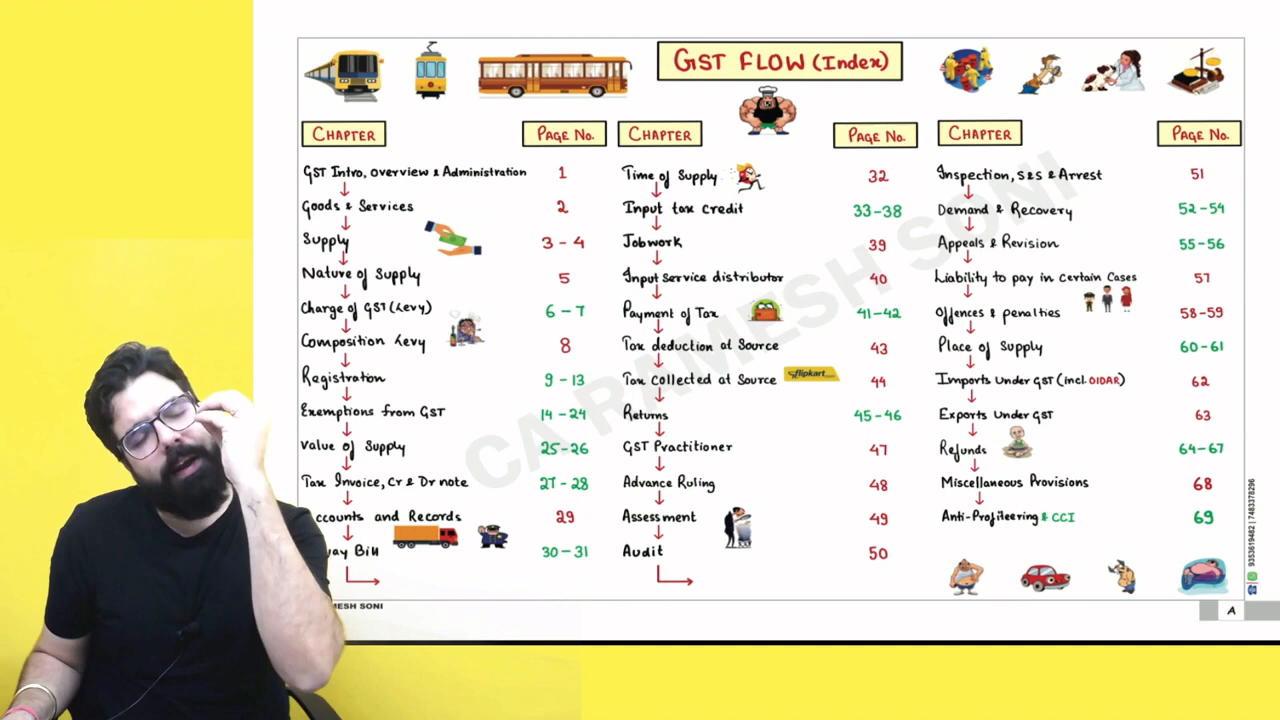 GST FLOW (Index)
CHAPTER PAGE No.
GST Intro, overview & Administration 1
Goods & Services 2
Supply 3 - 4
Nature of Supply 5
Charge of GST (Levy) 6 - 7
Composition Levy 8
Registration 9 - 13
Exemptions from GST 14 - 24
Value of Supply 25-26
Tax Invoice, Cr & Dr note 27 - 28
ccounts and Records 29
way Bill 30 - 31
CHAPTER PAGE No.
Time of Supply 32
Input tax credit 33-38
Jobwork 39
Input Service distributor 40
Payment of Tax 41-42
Tax deduction at Source 43
Tax collected at Source flipkart 44
Returns 45-46
GST Practitioner 47
Advance Ruling 48
Assessment 49
Audit 50
CHAPTER PAGE No.
Inspection, S&S & Arrest 51
Demand & Recovery 52-54
Appeals & Revision 55-56
Liability to pay in Certain Cases 57
Offences & penalties 58-59
Place of Supply 60-61
Imports Under GST (incl. OIDAR) 62
Exports Under GST 63
Refunds 64-67
Miscellaneous Provisions 68
Anti-Profiteering & CCI 69
CA RAMESH SONI
9353619482 | 7483378296
MESH SONI
A